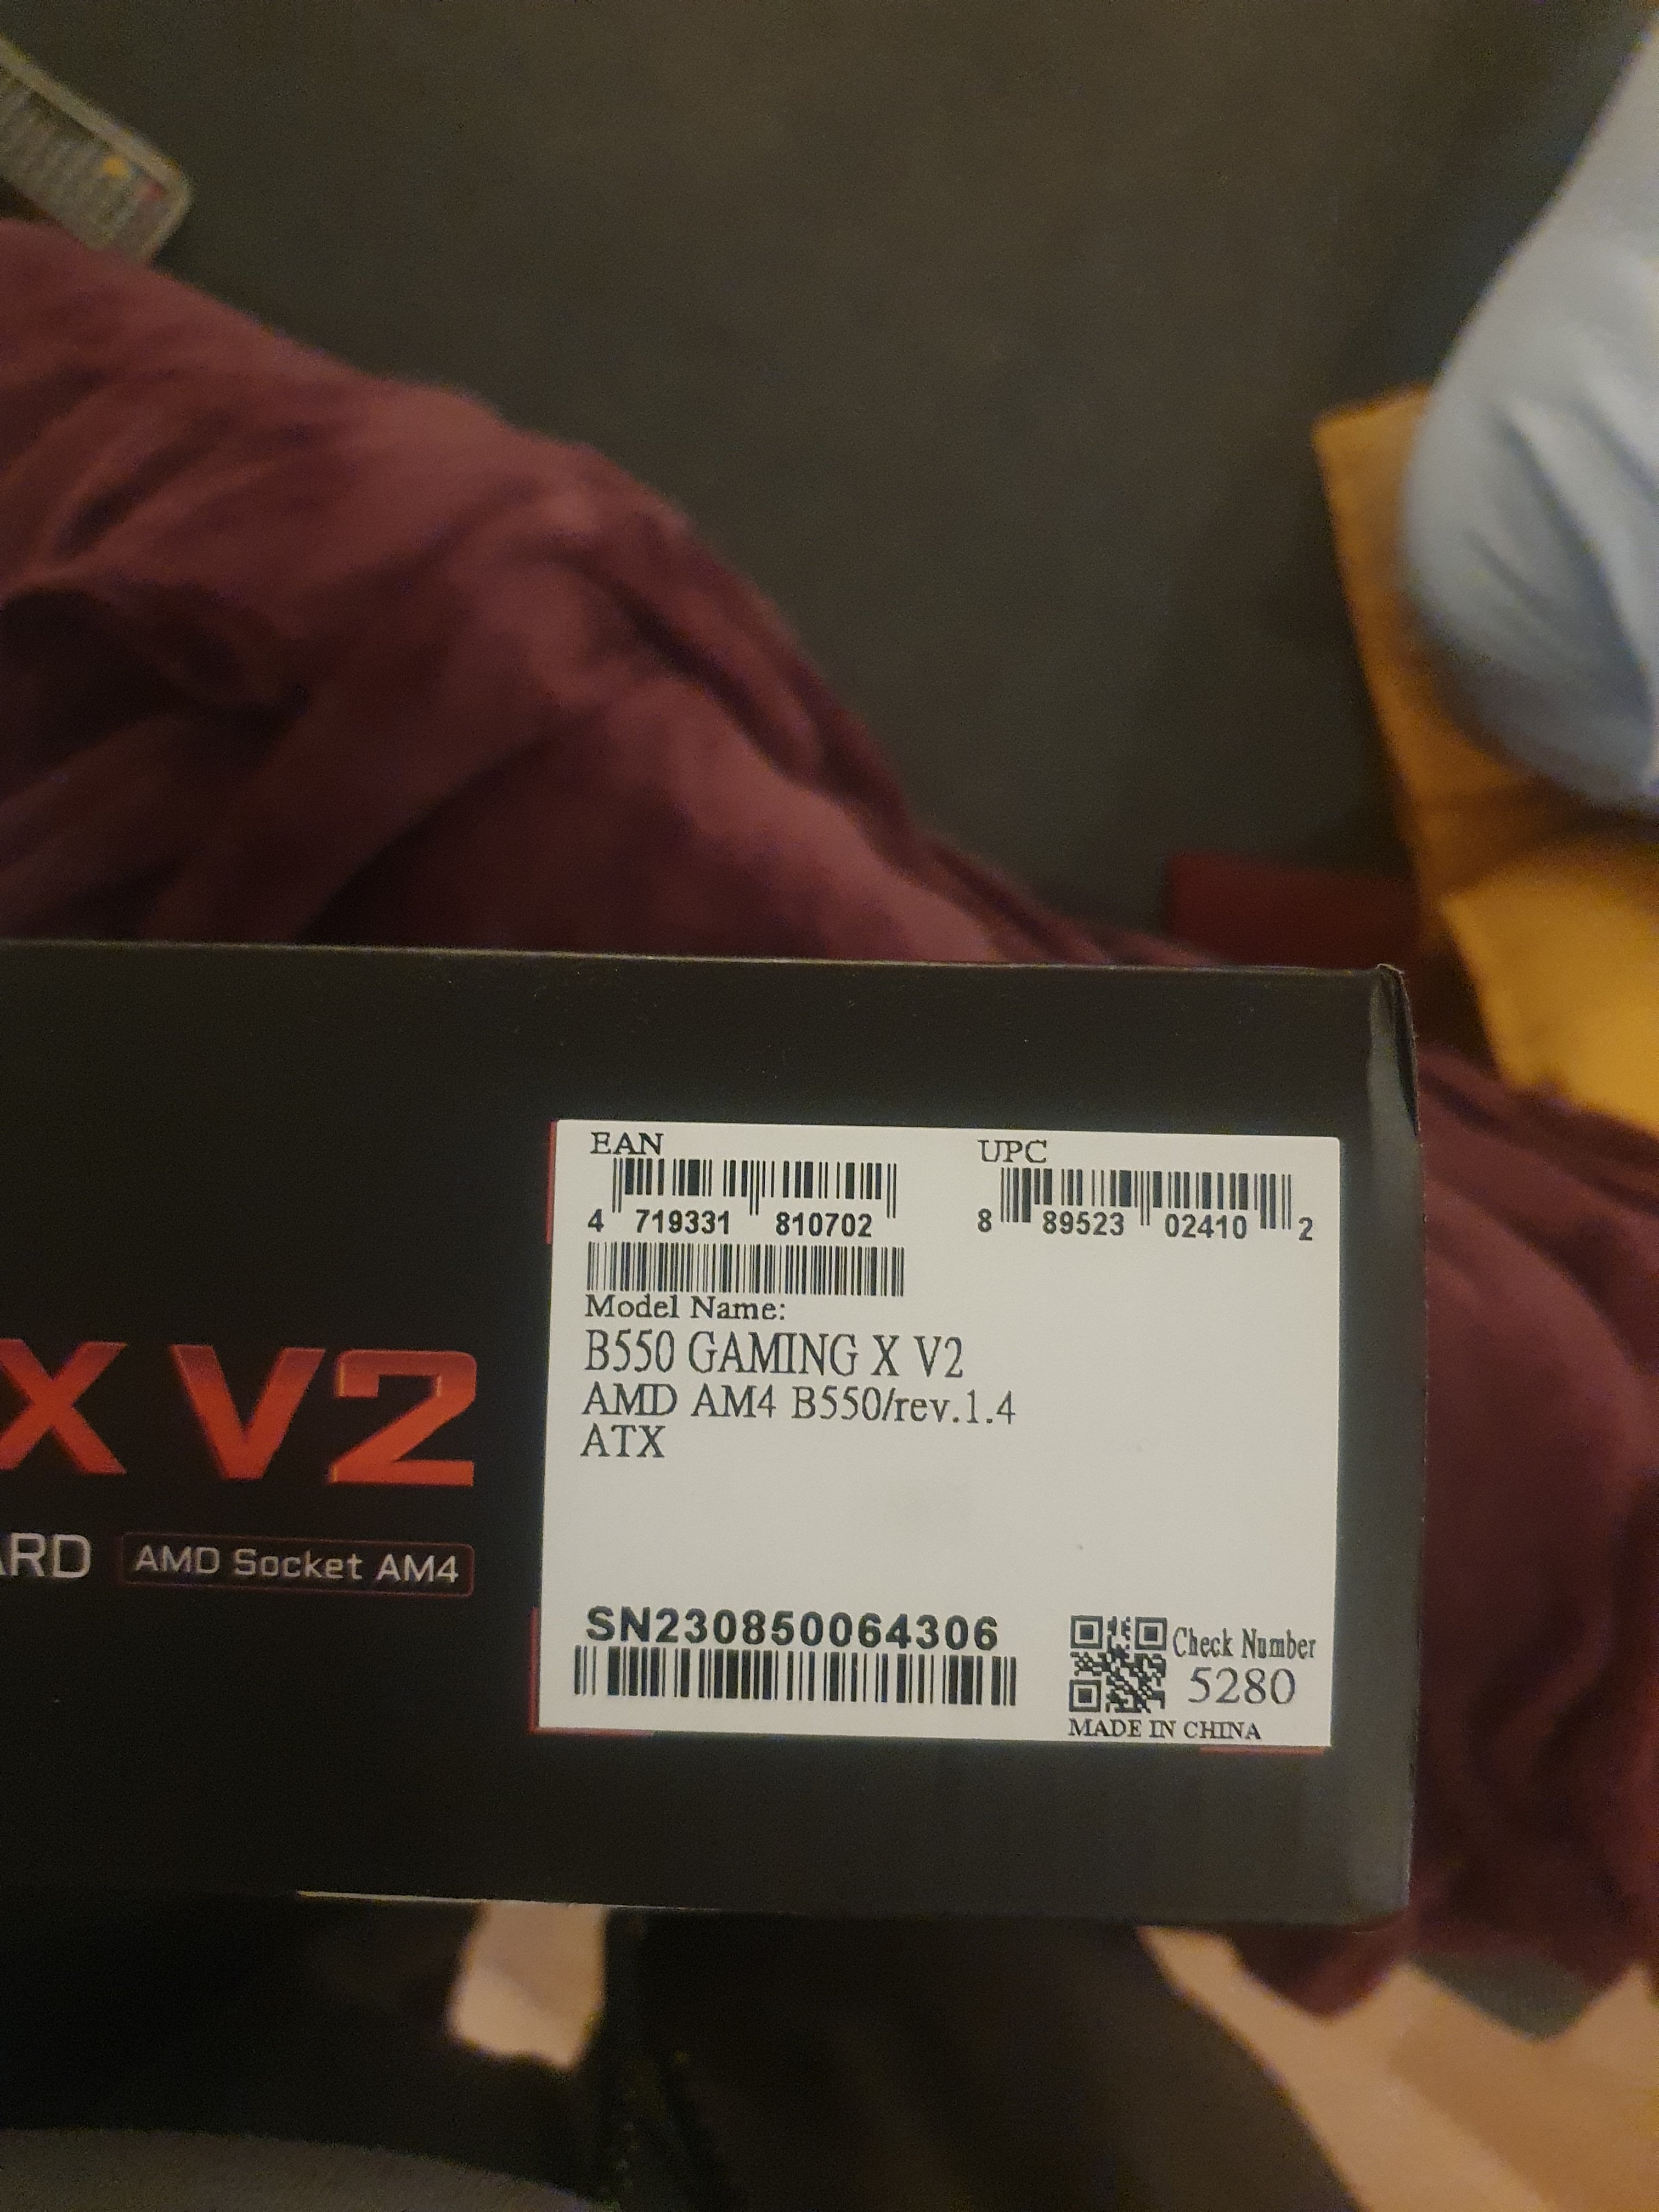 EAN
4 719331 810702
UPC
8 89523 02410 2
Model Name:
B550 GAMING X V2
AMD AM4 B550/rev.1.4
ATX
X V2
ARD AMD Socket AM4
SN230850064306
Check Number
5280
MADE IN CHINA